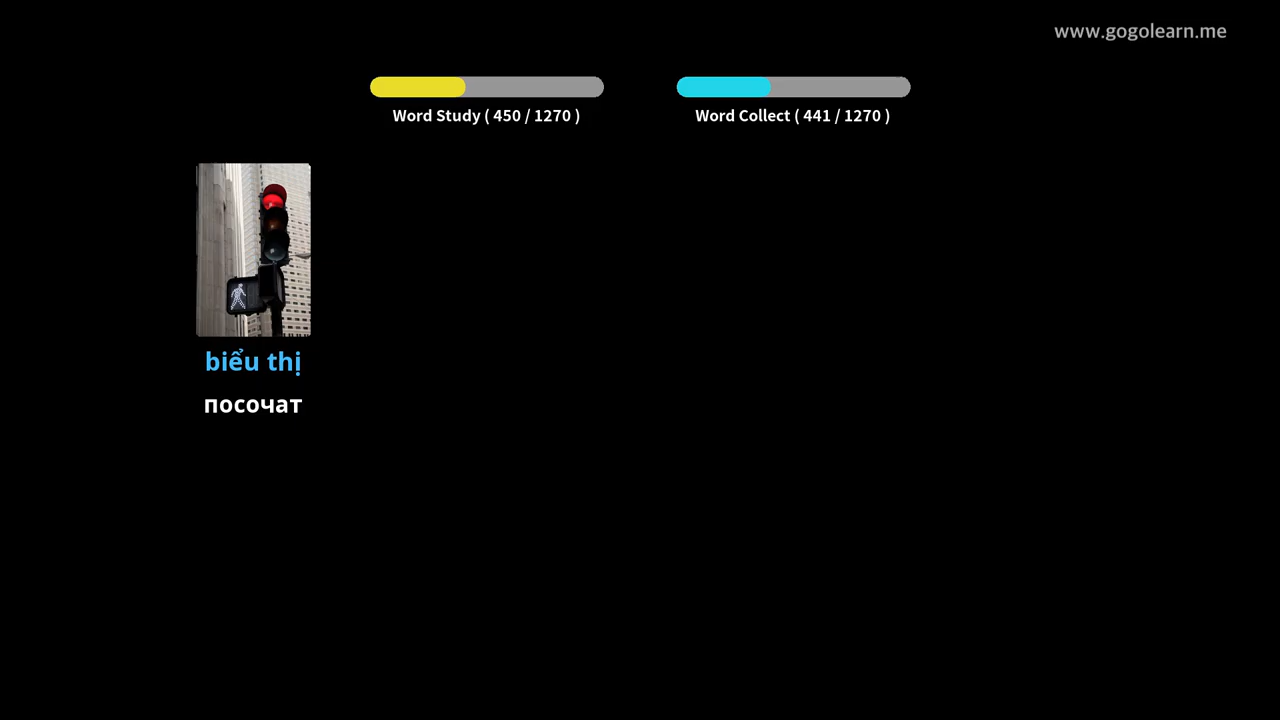 www.gogolearn.me
Word Study ( 450 / 1270 )
Word Collect ( 441 / 1270 )
biểu thị
посочат